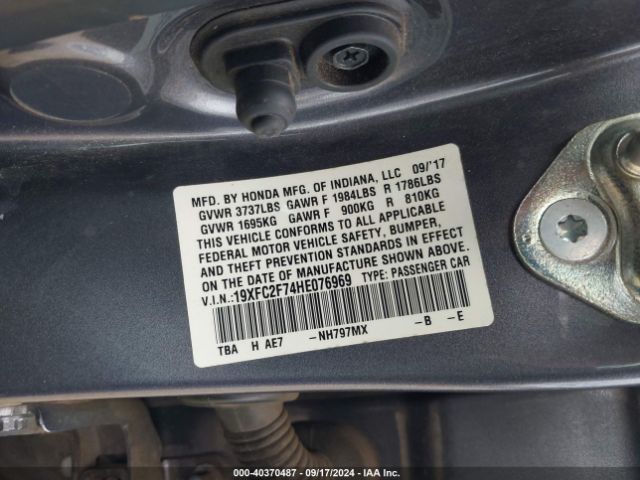 MFD. BY HONDA MFG. OF INDIANA, LLC 09/'17
GVWR 3737LBS GAWR F 1984LBS R 1786LBS
GVWR 1695KG GAWR F 900KG R 810KG
THIS VEHICLE CONFORMS TO ALL APPLICABLE
FEDERAL MOTOR VEHICLE SAFETY, BUMPER,
AND THEFT PREVENTION STANDARDS IN EFFECT
ON THE DATE OF MANUFACTURE SHOWN ABOVE.
V.I.N.:19XFC2F74HE076969 TYPE: PASSENGER CAR
TBA H AE7 -NH797MX -B -E
000-40370487 - 09/17/2024 - IAA Inc.